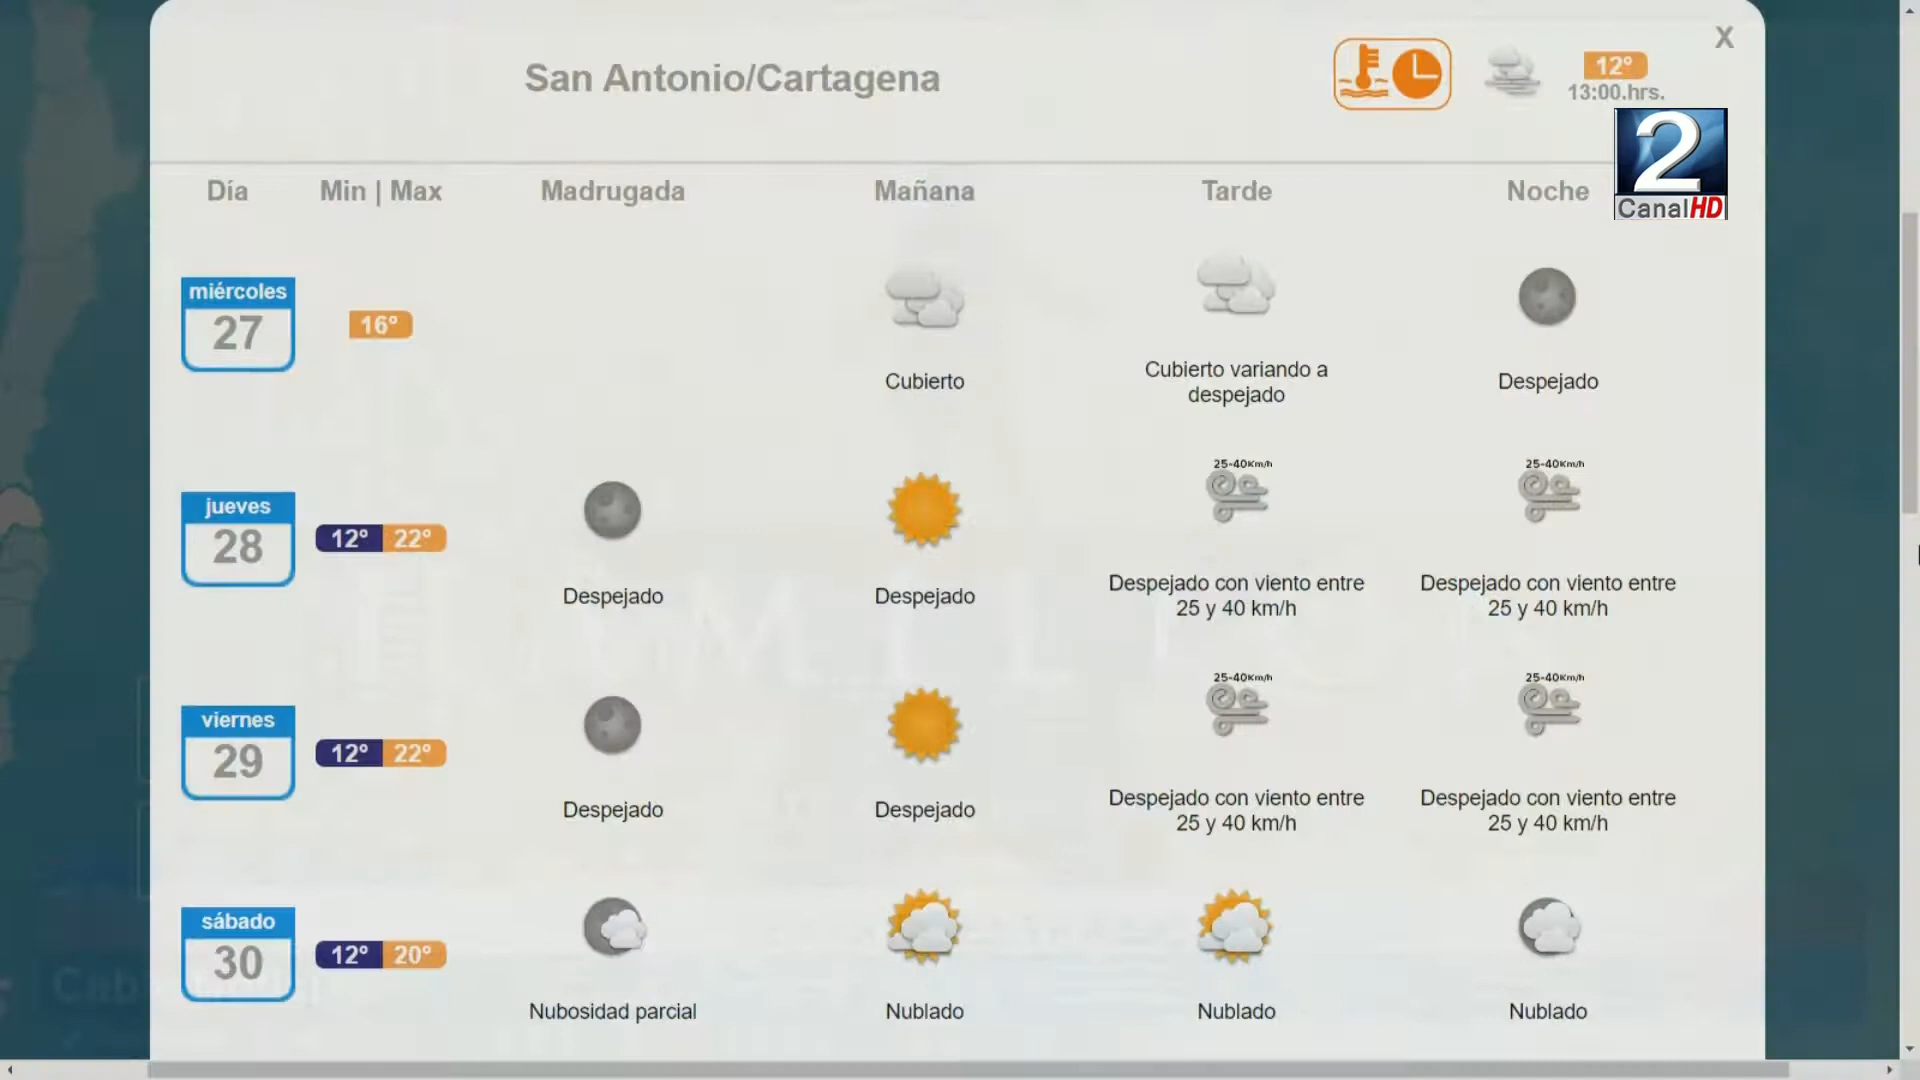 X
San Antonio/Cartagena
12°
13:00.hrs.
2
CanalHD
Día Min | Max Madrugada Mañana Tarde Noche
miércoles
27
16°
Cubierto
Cubierto variando a
despejado
Despejado
jueves
28
12° 22°
Despejado
Despejado
25-40Km/h
Despejado con viento entre
25 y 40 km/h
25-40Km/h
Despejado con viento entre
25 y 40 km/h
viernes
29
12° 22°
Despejado
Despejado
25-40Km/h
Despejado con viento entre
25 y 40 km/h
25-40Km/h
Despejado con viento entre
25 y 40 km/h
sábado
30
12° 20°
Nubosidad parcial
Nublado
Nublado
Nublado